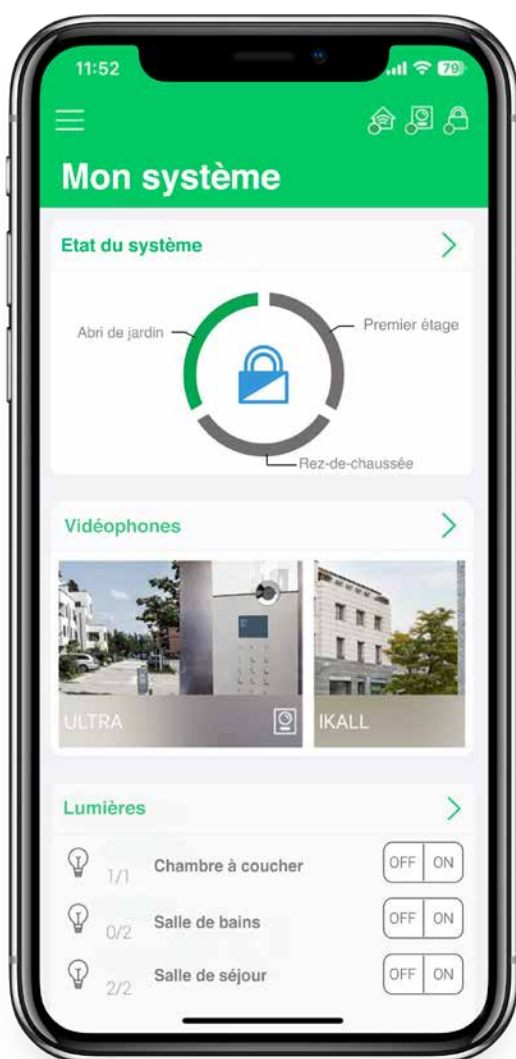 11:52
79
Mon système
Etat du système
Abri de jardin
Premier étage
Rez-de-chaussée
Vidéophones
ULTRA
IKALL
Lumières
1/1 Chambre à coucher OFF ON
0/2 Salle de bains OFF ON
2/2 Salle de séjour OFF ON